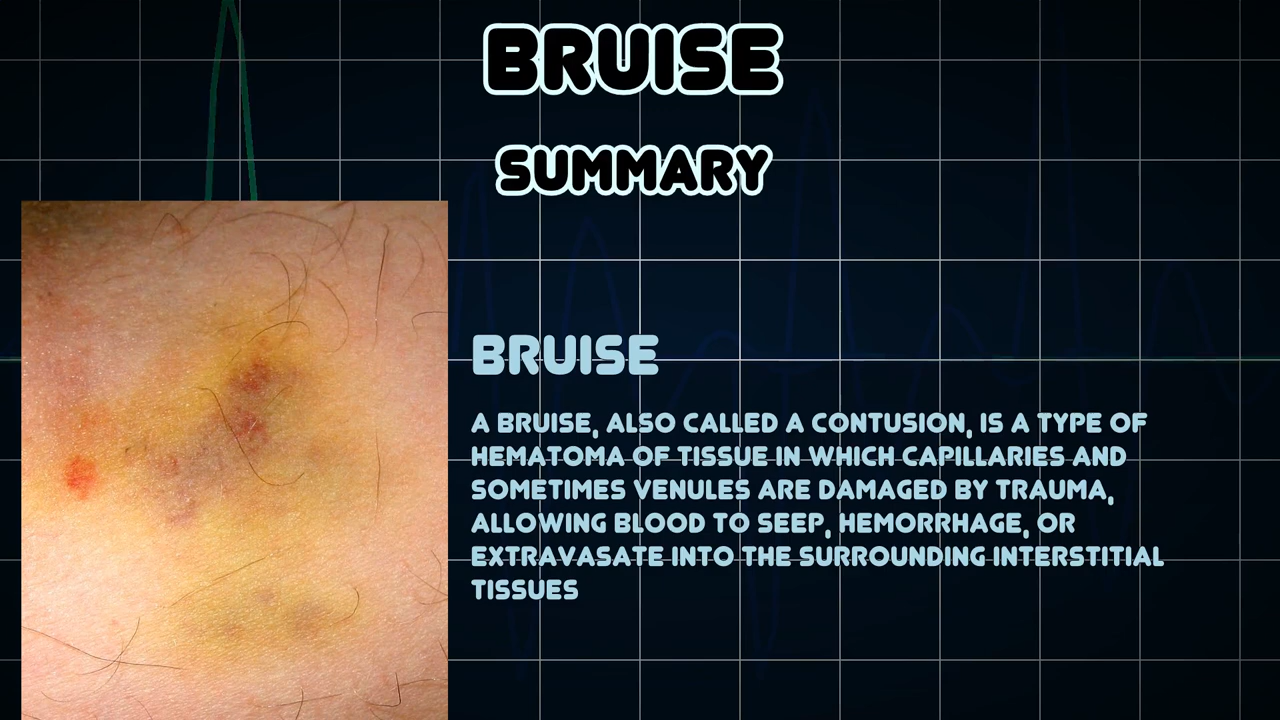 BRUISE
SUMMARY
BRUISE
A BRUISE, ALSO CALLED A CONTUSION, IS A TYPE OF
HEMATOMA OF TISSUE IN WHICH CAPILLARIES AND
SOMETIMES VENULES ARE DAMAGED BY TRAUMA,
ALLOWING BLOOD TO SEEP, HEMORRHAGE, OR
EXTRAVASATE INTO THE SURROUNDING INTERSTITIAL
TISSUES